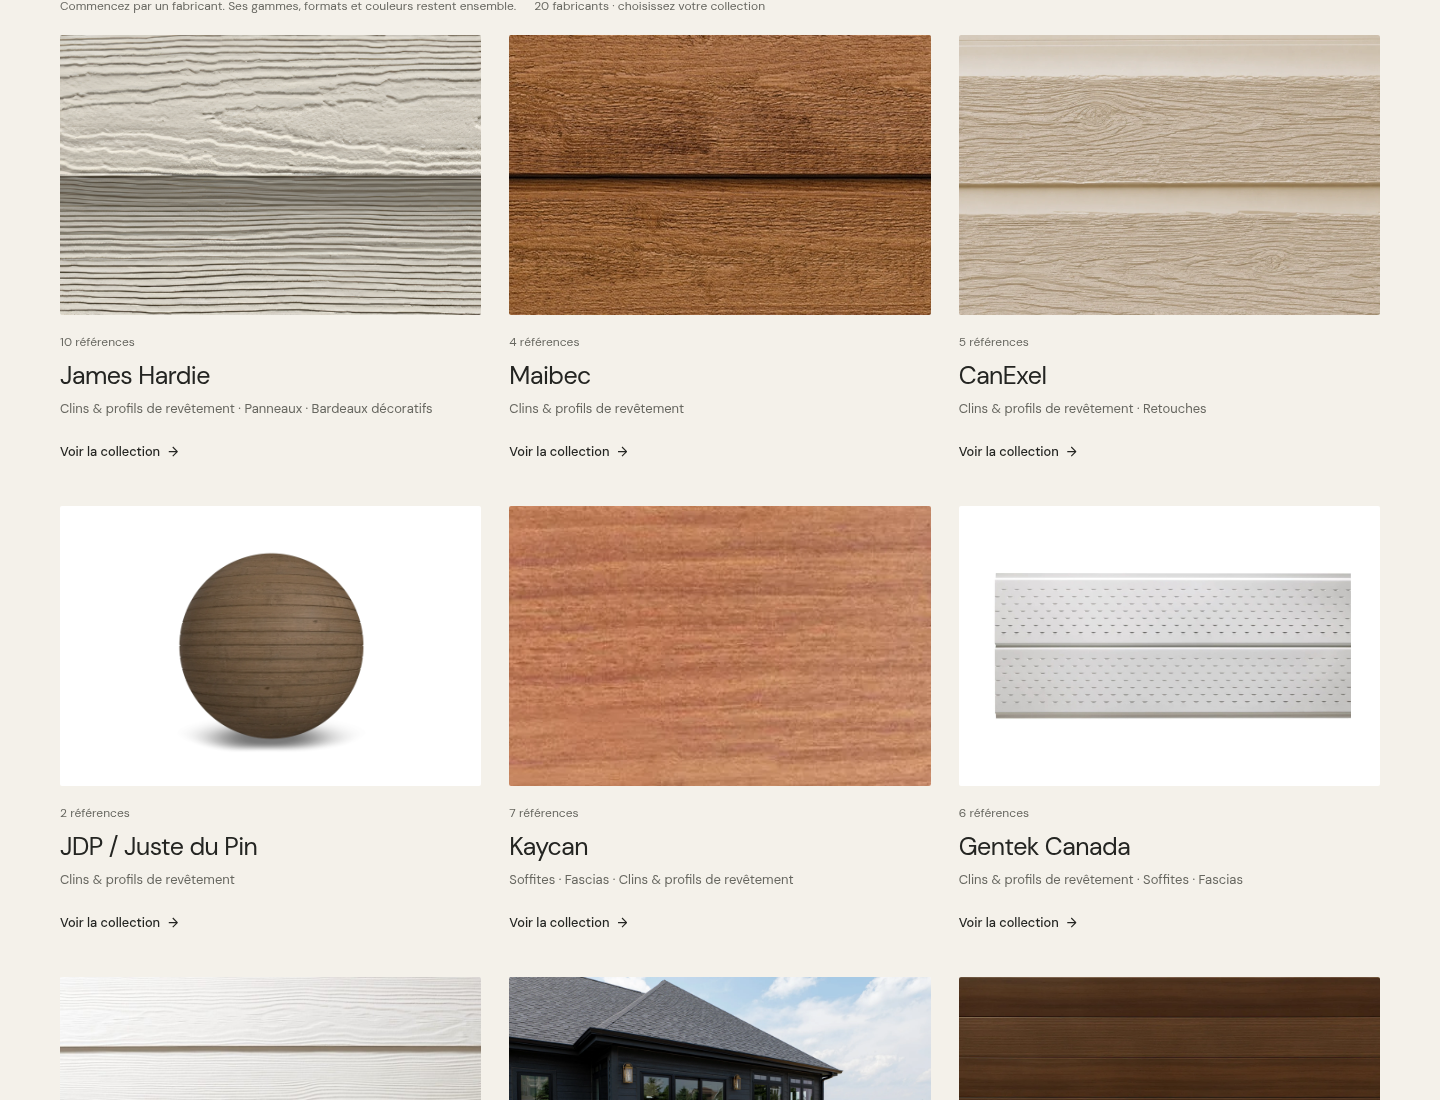 Commencez par un fabricant. Ses gammes, formats et couleurs restent ensemble. 20 fabricants · choisissez votre collection
10 références
James Hardie
Clins & profils de revêtement · Panneaux · Bardeaux décoratifs
Voir la collection →
4 références
Maibec
Clins & profils de revêtement
Voir la collection →
5 références
CanExel
Clins & profils de revêtement · Retouches
Voir la collection →
2 références
JDP / Juste du Pin
Clins & profils de revêtement
Voir la collection →
7 références
Kaycan
Soffites · Fascias · Clins & profils de revêtement
Voir la collection →
6 références
Gentek Canada
Clins & profils de revêtement · Soffites · Fascias
Voir la collection →